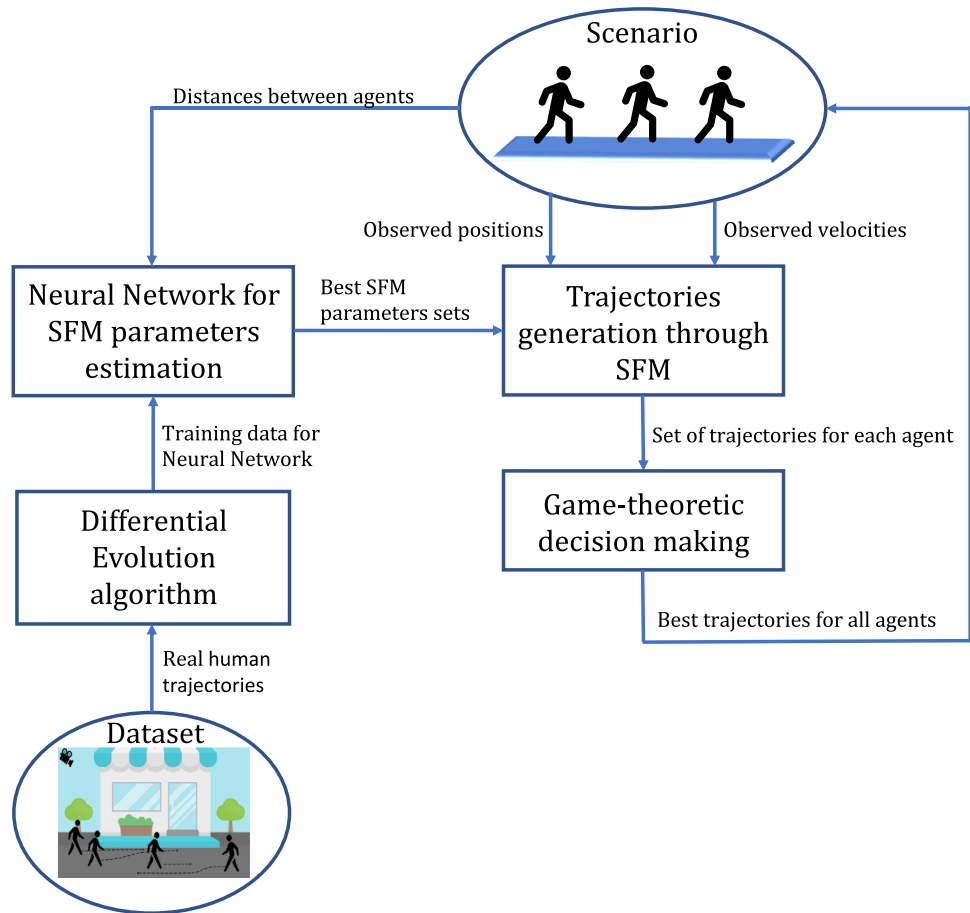 Scenario
Distances between agents
Observed positions
Observed velocities
Neural Network for
SFM parameters
estimation
Best SFM
parameters sets
Trajectories
generation through
SFM
Training data for
Neural Network
Set of trajectories for each agent
Differential
Evolution
algorithm
Game-theoretic
decision making
Best trajectories for all agents
Real human
trajectories
Dataset